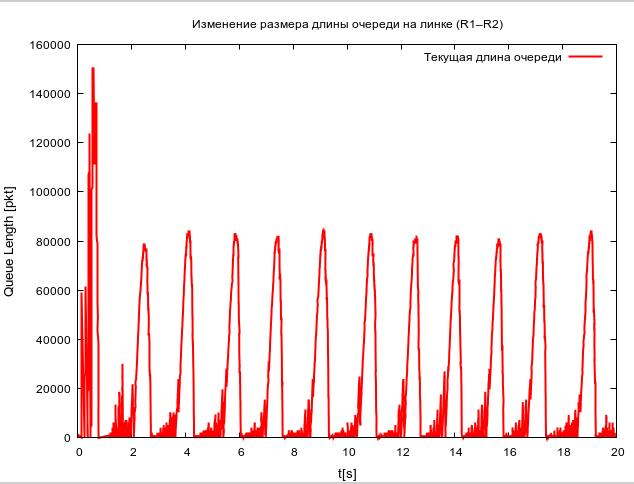 Изменение размера длины очереди на линке (R1–R2)
Текущая длина очереди
160000
140000
120000
100000
80000
60000
40000
20000
0
Queue Length [pkt]
0 2 4 6 8 10 12 14 16 18 20
t[s]